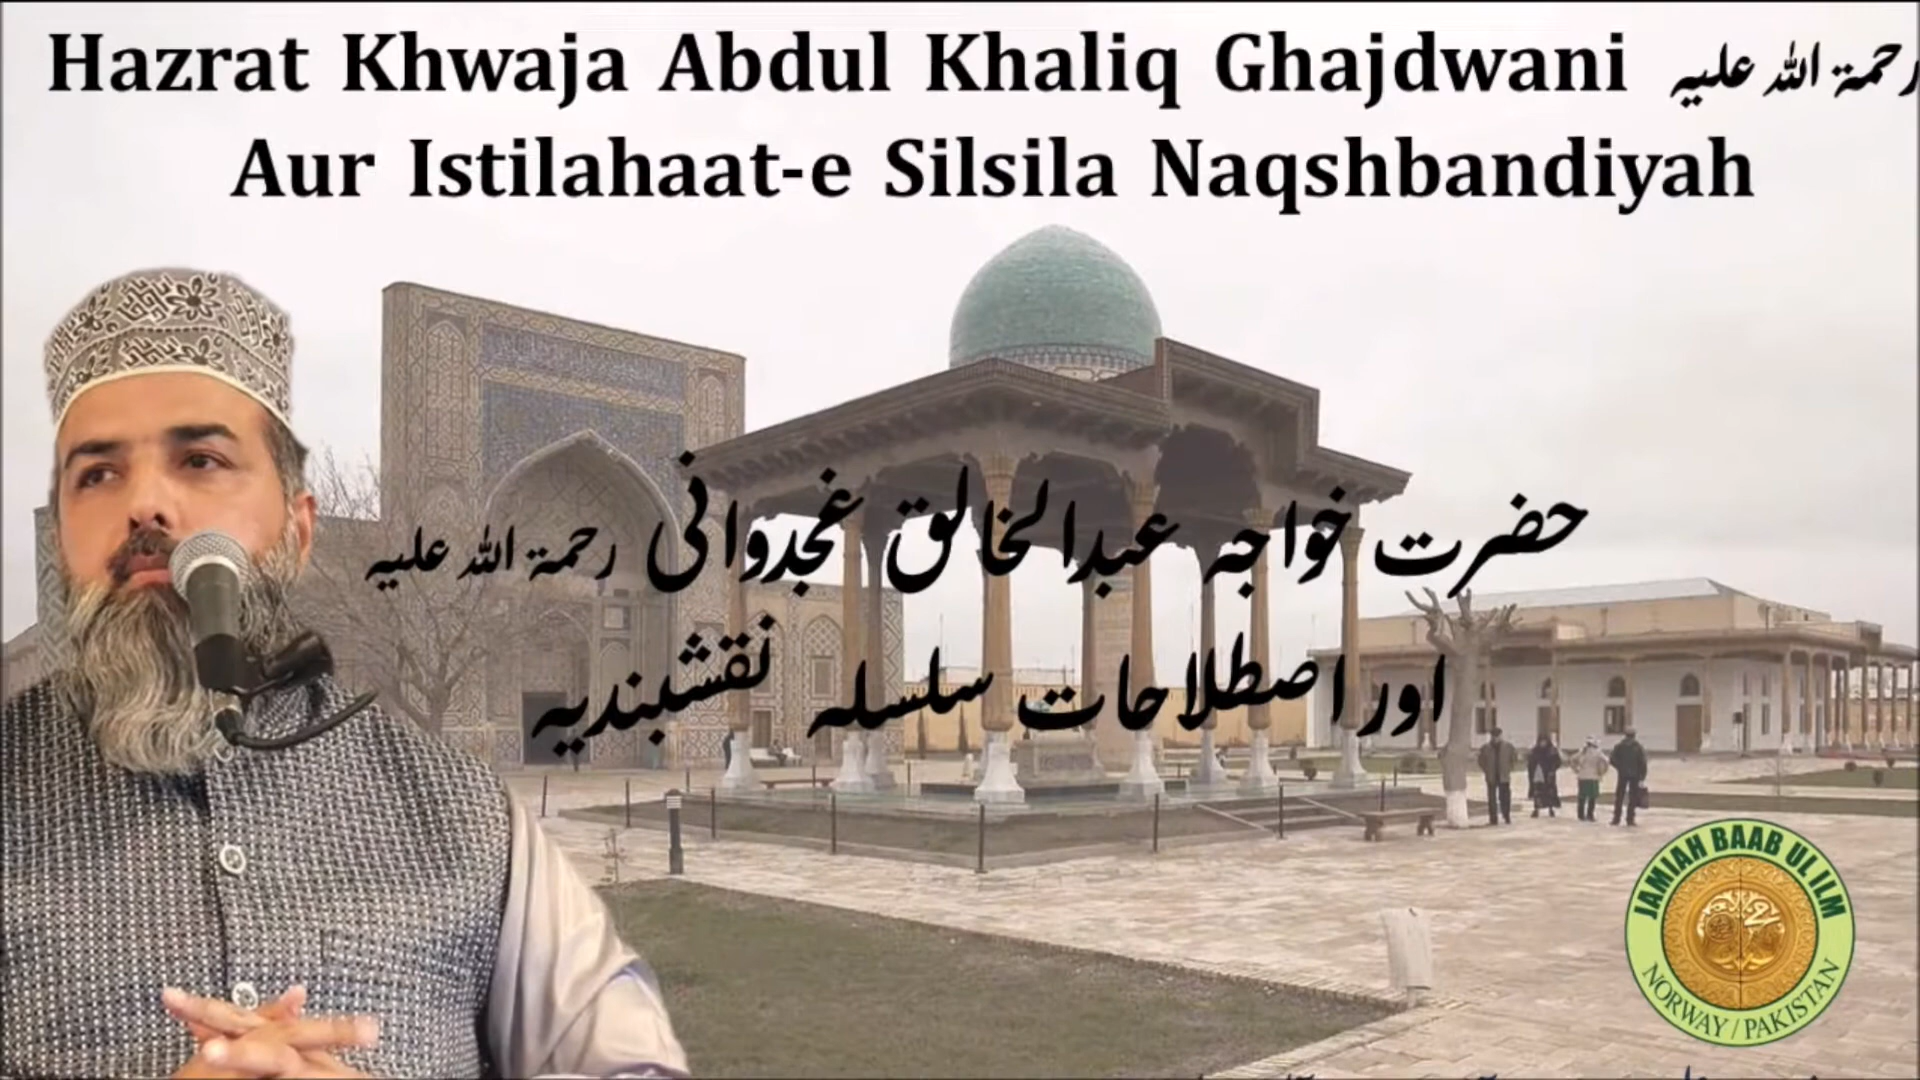 Hazrat Khwaja Abdul Khaliq Ghajdwani رحمۃ اللہ علیہ
Aur Istilahaat-e Silsila Naqshbandiyah
حضرت خواجہ عبدالخالق غجدوانی رحمۃ اللہ علیہ
اور اصطلاحات سلسلہ نقشبندیہ
JAMIAH BAAB UL ILM
NORWAY / PAKISTAN